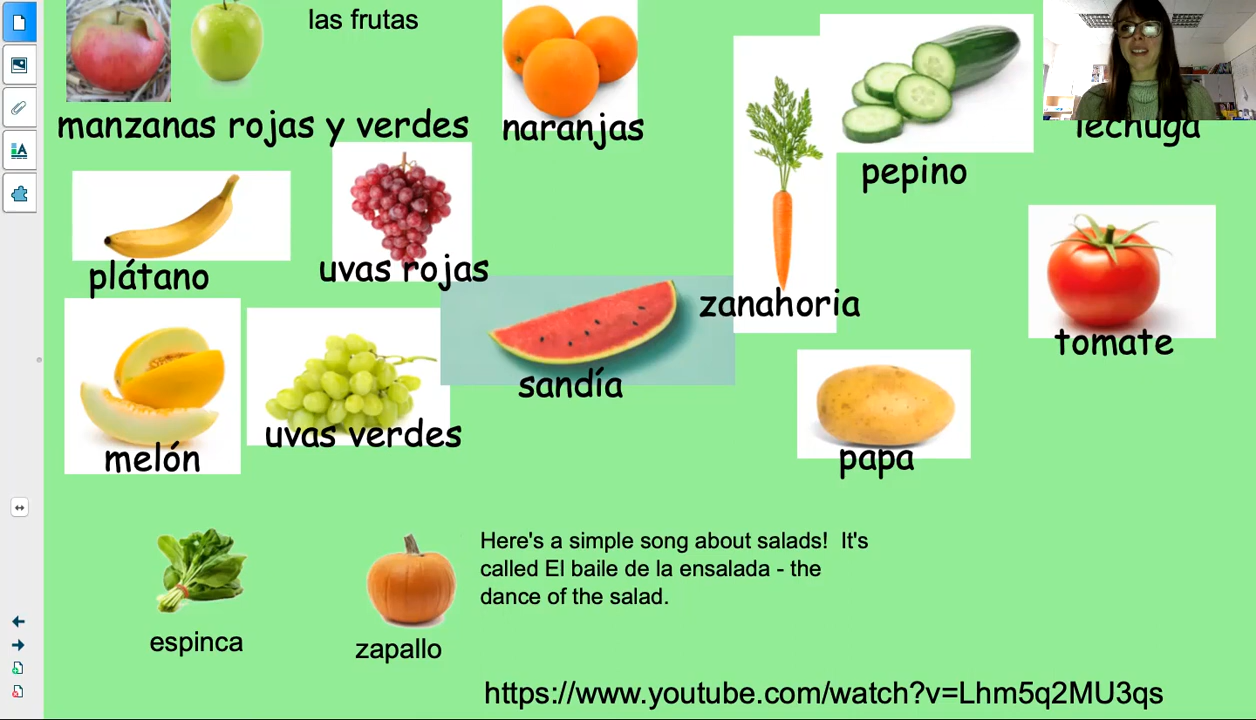 las frutas
manzanas rojas y verdes
naranjas
lechuga
pepino
plátano
uvas rojas
zanahoria
tomate
sandía
melón
uvas verdes
papa
Here's a simple song about salads! It's
called El baile de la ensalada - the
dance of the salad.
espinca
zapallo
https://www.youtube.com/watch?v=Lhm5q2MU3qs